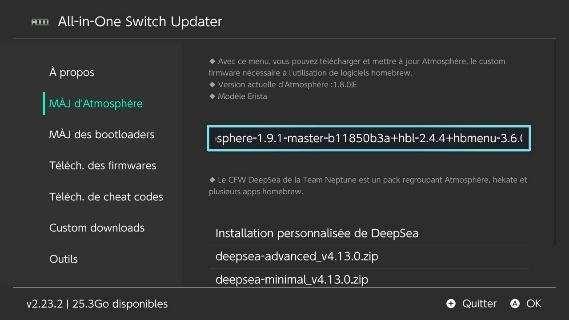 All-in-One Switch Updater
À propos
MÀJ d'Atmosphère
MÀJ des bootloaders
Téléch. des firmwares
Téléch. de cheat codes
Custom downloads
Outils
◆ Avec ce menu, vous pouvez télécharger et mettre à jour Atmosphère, le custom
firmware nécessaire à l'utilisation de logiciels homebrew.
◆ Version actuelle d'Atmosphère :1.8.0|E
◆ Modèle Erista
sphere-1.9.1-master-b11850b3a+hbl-2.4.4+hbmenu-3.6.
◆ Le CFW DeepSea de la Team Neptune est un pack regroupant Atmosphère, hekate et
plusieurs apps homebrew.
Installation personnalisée de DeepSea
deepsea-advanced_v4.13.0.zip
deepsea-minimal_v4.13.0.zip
v2.23.2 | 25.3Go disponibles
+ Quitter A OK